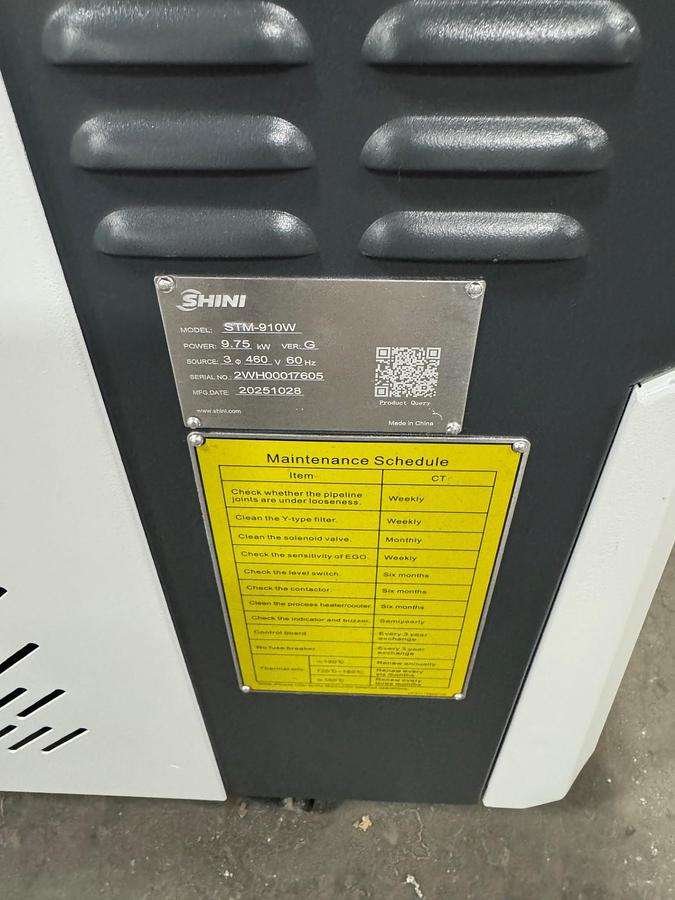 SHINI
MODEL: STM-910W
POWER: 9.75 kW VER: G
SOURCE: 3 Φ 460 V 60 Hz
SERIAL NO.: 2WH00017605
MFG.DATE: 20251028
www.shini.com
Product Query
Made in China
Maintenance Schedule
Item CT
Check whether the pipeline
joints are under looseness. Weekly
Clean the Y-type filter. Weekly
Clean the solenoid valve. Monthly
Check the sensitivity of EGO. Weekly
Check the level switch. Six months
Check the contactor. Six months
Clean the process heater/cooler. Six months
Check the indicator and buzzer. Semiyearly
Control board Every 3 year
exchange
No fuse breaker Every 3 year
exchange
Thermal oils
Renew annually
120℃~160℃ Renew every
six months
Renew every
three months